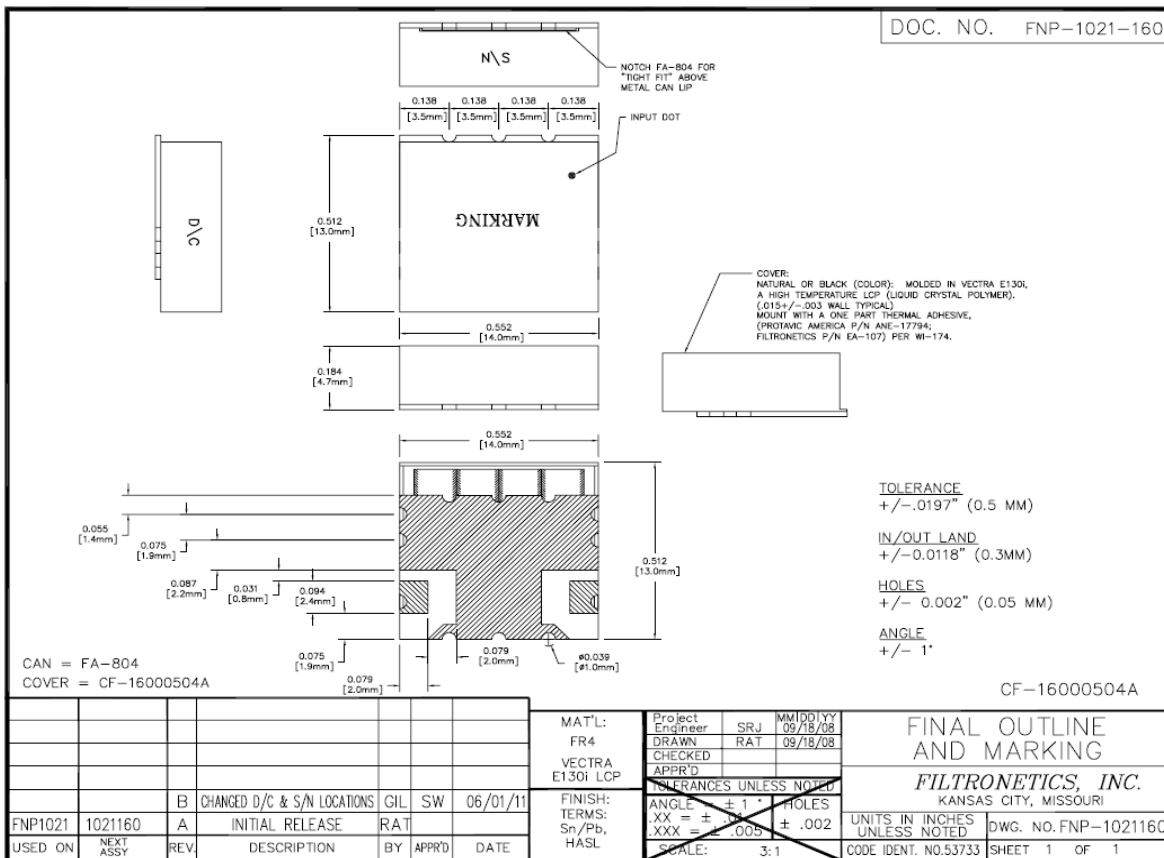 DOC. NO. FNP-1021-160
S/N
NOTCH FA-804 FOR
"TIGHT FIT" ABOVE
METAL CAN LIP
0.138 0.138 0.138 0.138
[3.5mm] [3.5mm] [3.5mm] [3.5mm]
INPUT DOT
D/C
0.512
[13.0mm]
MARKING
COVER:
NATURAL OR BLACK (COLOR): MOLDED IN VECTRA E130i,
A HIGH TEMPERATURE LCP (LIQUID CRYSTAL POLYMER).
(.015+/-.003 WALL TYPICAL)
MOUNT WITH A ONE PART THERMAL ADHESIVE,
(PROTAVIC AMERICA P/N ANE-17794;
FILTRONETICS P/N EA-107) PER WI-174.
0.552
[14.0mm]
0.184
[4.7mm]
0.552
[14.0mm]
0.055
[1.4mm]
0.075
[1.9mm]
0.087
[2.2mm]
0.031
[0.8mm]
0.094
[2.4mm]
0.512
[13.0mm]
0.075
[1.9mm]
0.079
[2.0mm]
0.079
[2.0mm]
ø0.039
[ø1.0mm]
TOLERANCE
+/-.0197" (0.5 MM)
IN/OUT LAND
+/-0.0118" (0.3MM)
HOLES
+/- 0.002" (0.05 MM)
ANGLE
+/- 1°
CAN = FA-804
COVER = CF-16000504A
CF-16000504A
B CHANGED D/C & S/N LOCATIONS GIL SW 06/01/11
FNP1021 1021160 A INITIAL RELEASE RAT
USED ON NEXT ASSY REV. DESCRIPTION BY APPR'D DATE
MAT'L:
FR4
VECTRA
E130i LCP
FINISH:
TERMS:
Sn/Pb,
HASL
Project Engineer SRJ MM|DD|YY 09/18/08
DRAWN RAT 09/18/08
CHECKED
APPR'D
TOLERANCES UNLESS NOTED
ANGLE = ± 1 ° HOLES
.XX = ± .01 ± .002
.XXX = ± .005
SCALE: 3:1
FINAL OUTLINE
AND MARKING
FILTRONETICS, INC.
KANSAS CITY, MISSOURI
UNITS IN INCHES
UNLESS NOTED
DWG. NO. FNP-1021160
CODE IDENT. NO.53733 SHEET 1 OF 1